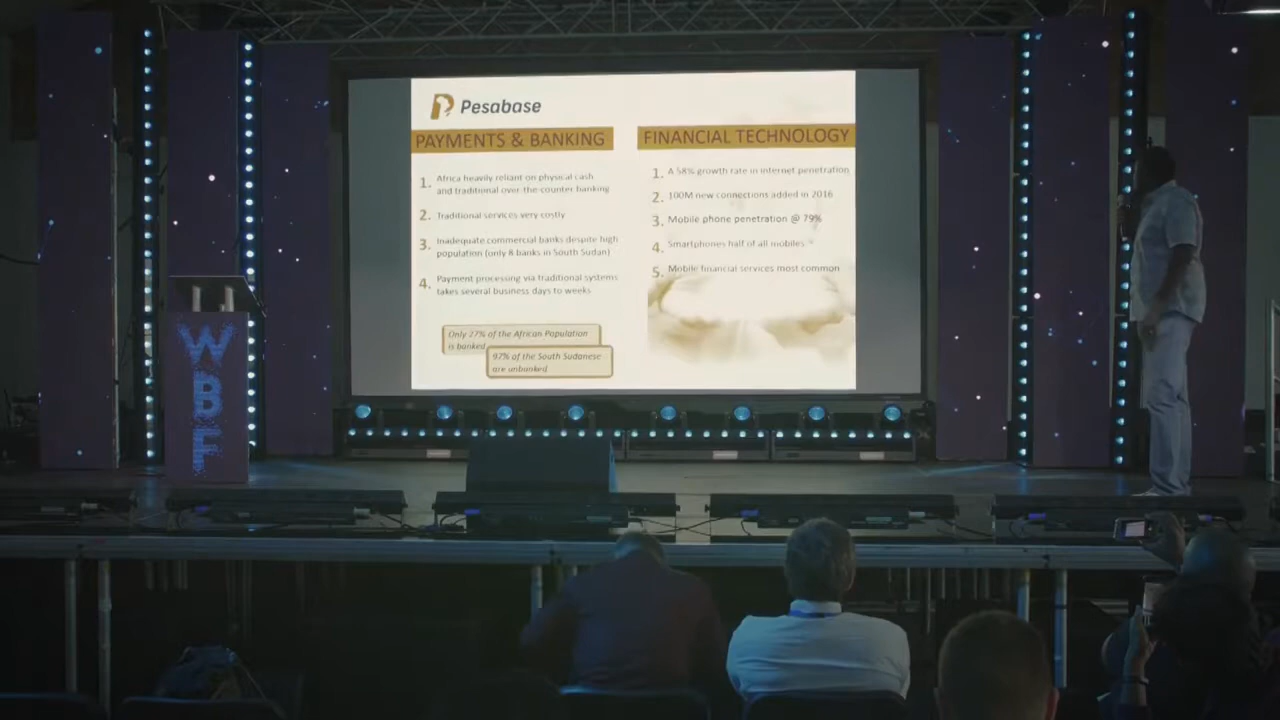 Pesabase
PAYMENTS & BANKING
1. Africa heavily reliant on physical cash
and traditional over-the-counter banking
2. Traditional services very costly
3. Inadequate commercial banks despite high
population (only 8 banks in South Sudan)
4. Payment processing via traditional systems
takes several business days to weeks
Only 27% of the African Population
is banked
97% of the South Sudanese
are unbanked
FINANCIAL TECHNOLOGY
1. A 58% growth rate in internet penetration
2. 100M new connections added in 2016
3. Mobile phone penetration @ 79%
4. Smartphones half of all mobiles
5. Mobile financial services most common
WBF